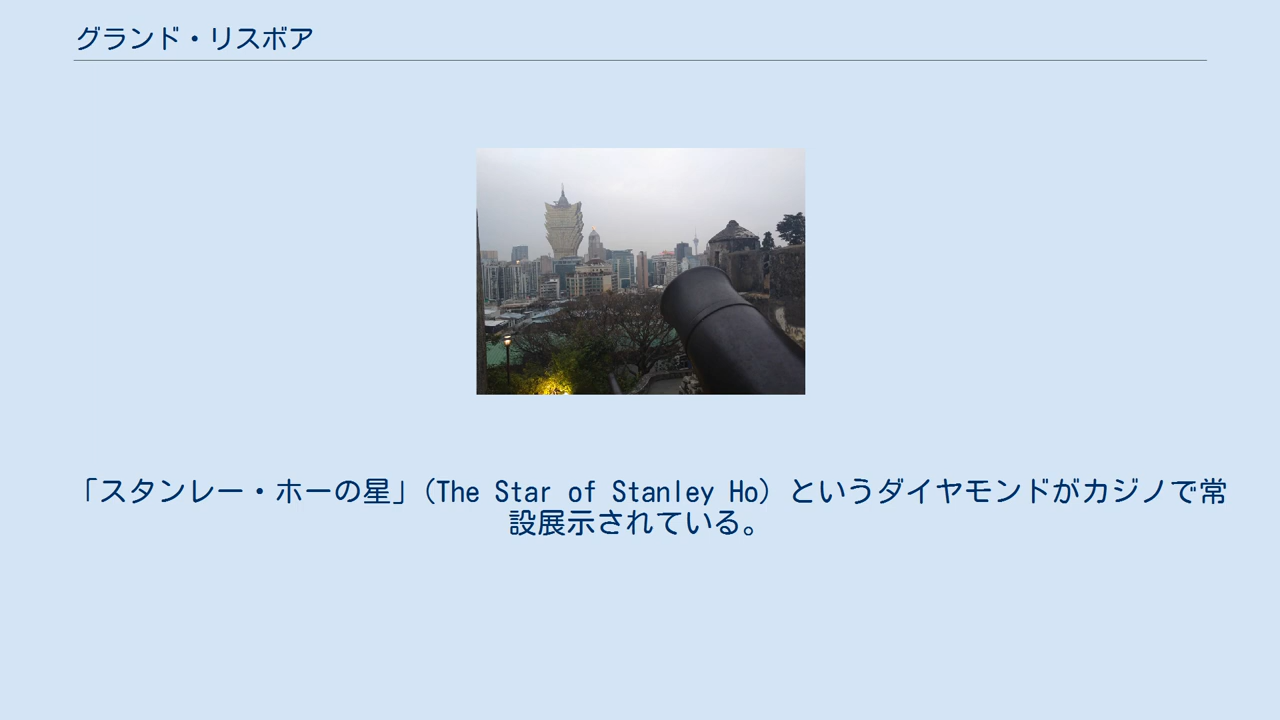 グランド・リスボア
「スタンレー・ホーの星」(The Star of Stanley Ho) というダイヤモンドがカジノで常
設展示されている。